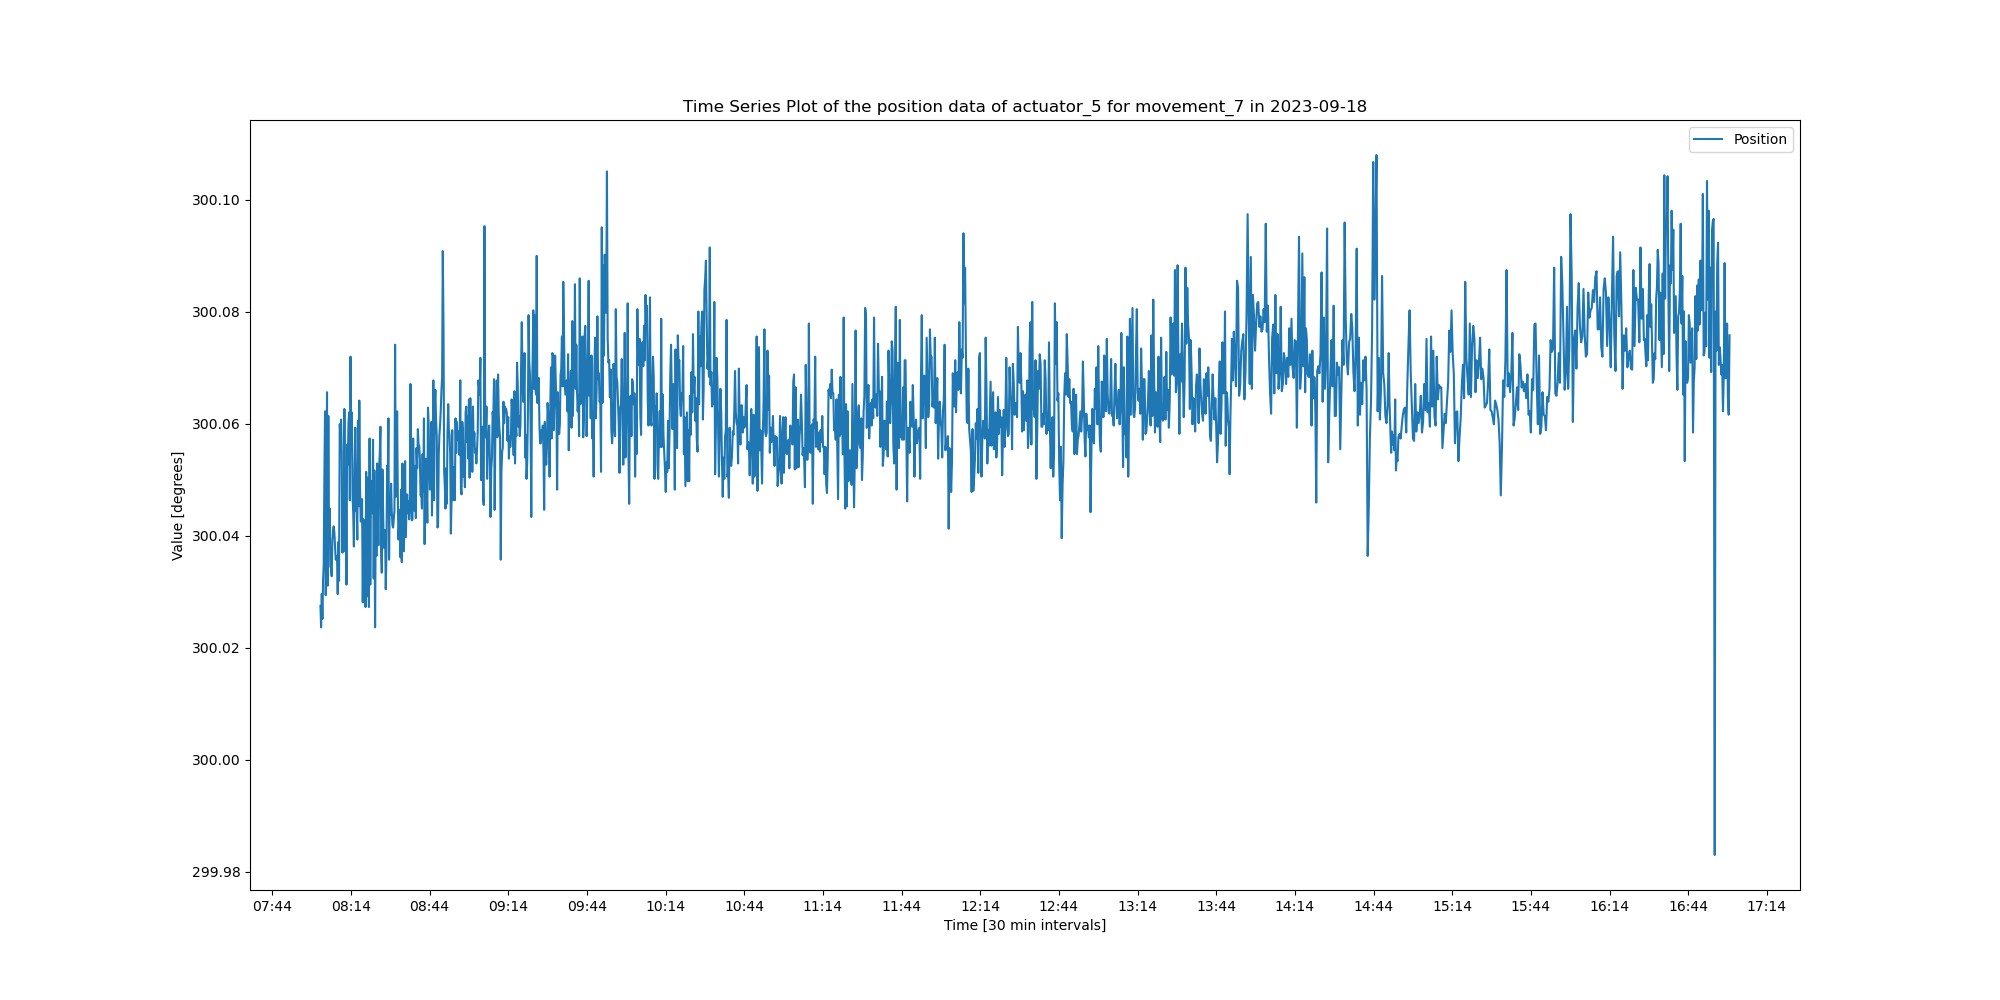 Time Series Plot of the position data of actuator_5 for movement_7 in 2023-09-18
Position
300.10
300.08
300.06
300.04
300.02
300.00
299.98
Value [degrees]
07:44 08:14 08:44 09:14 09:44 10:14 10:44 11:14 11:44 12:14 12:44 13:14 13:44 14:14 14:44 15:14 15:44 16:14 16:44 17:14
Time [30 min intervals]